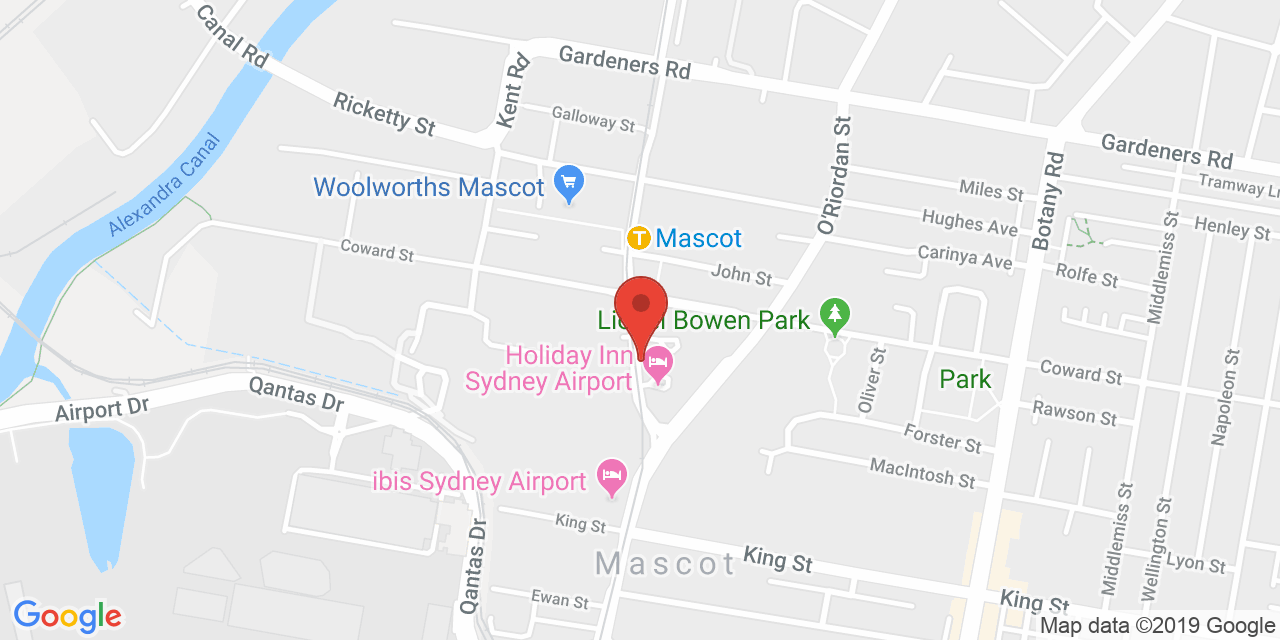 Canal Rd
Gardeners Rd
Kent Rd
Ricketty St
Galloway St
O'Riordan St
Botany Rd
Gardeners Rd
Tramway Ln
Alexandra Canal
Woolworths Mascot
Miles St
Hughes Ave
Middlemiss St
Henley St
Mascot
Coward St
John St
Carinya Ave
Rolfe St
Bowen Park
Holiday Inn
Sydney Airport
Oliver St
Park
Coward St
Napoleon St
Airport Dr
Qantas Dr
Rawson St
Forster St
MacIntosh St
ibis Sydney Airport
King St
Qantas Dr
Mascot
King St
Middlemiss St
Wellington St
Lyon St
Ewan St
King St
Google
Map data ©2019 Google